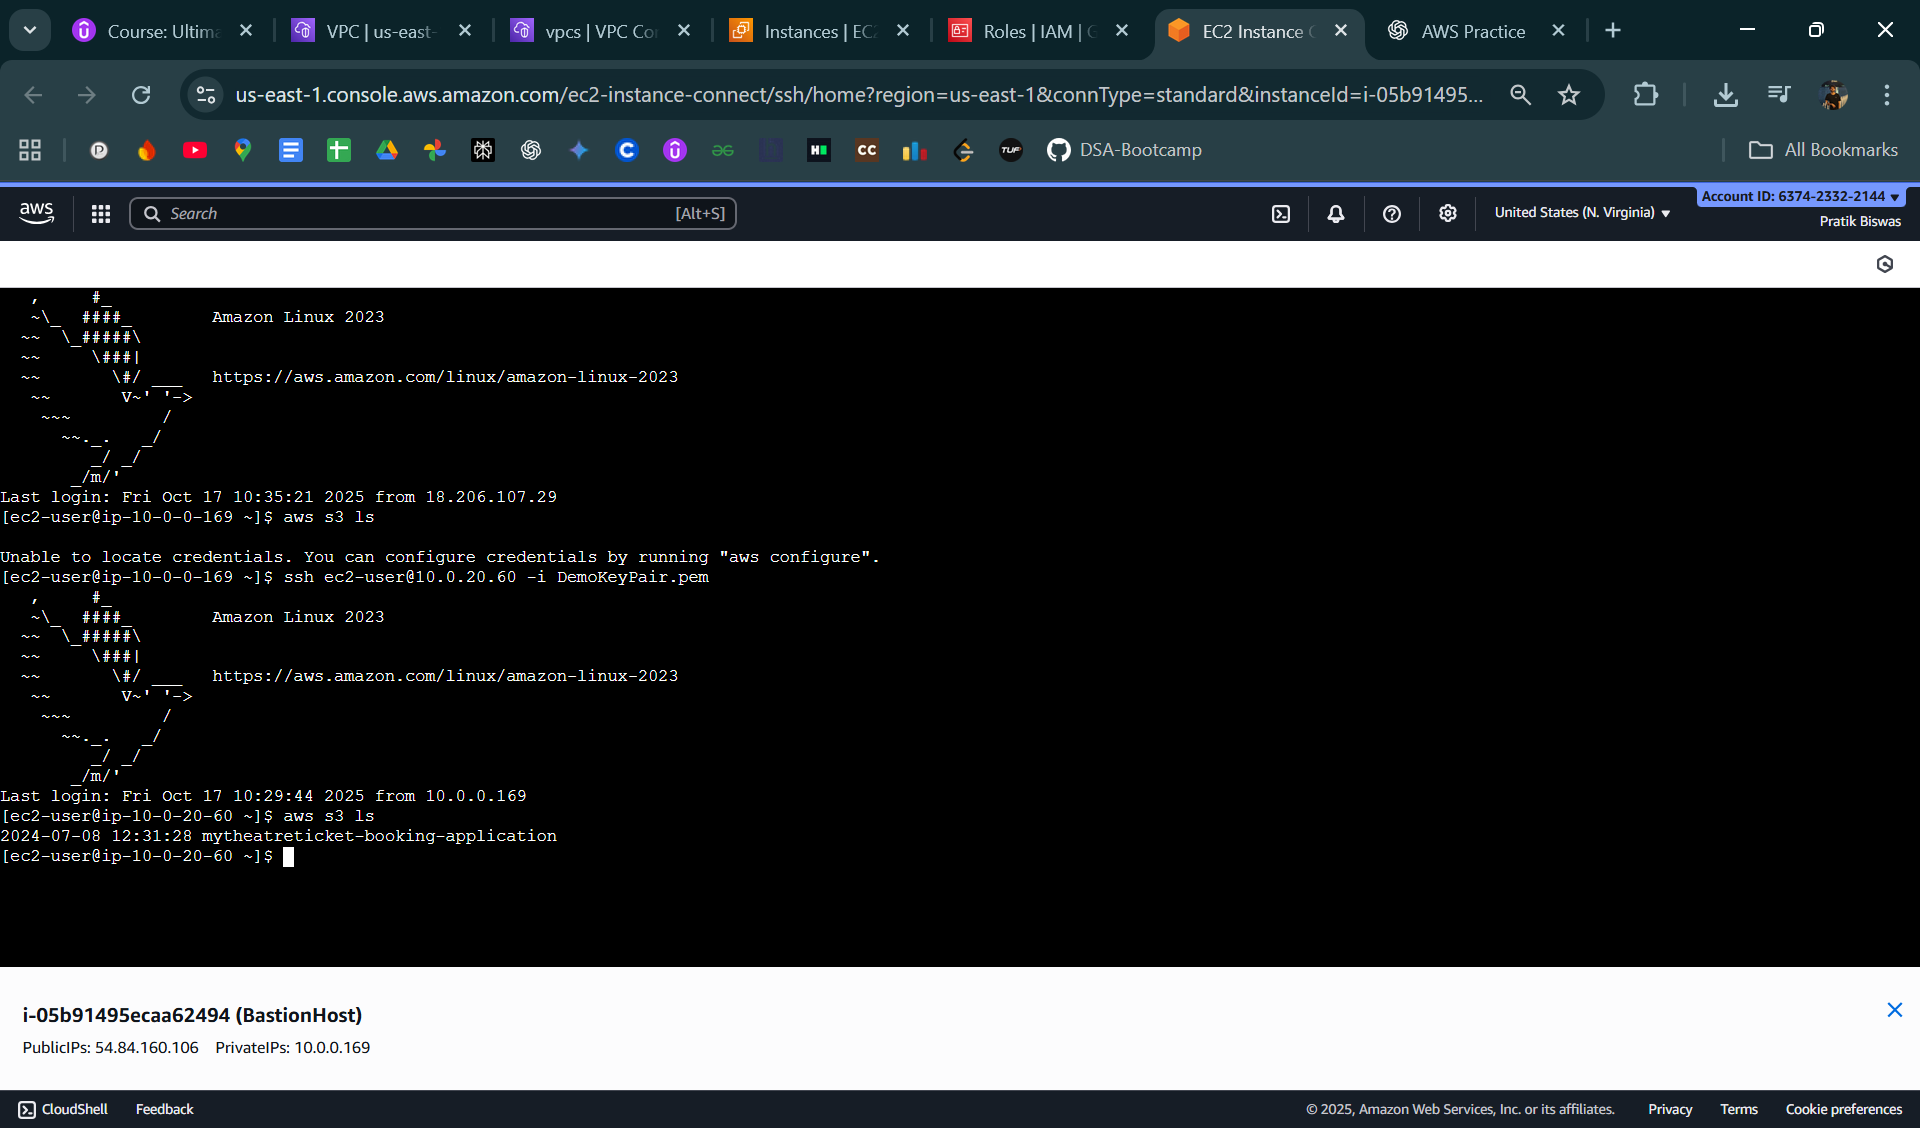 Course: Ultima
VPC | us-east-
vpcs | VPC Co
Instances | EC2
Roles | IAM | G
EC2 Instance C
AWS Practice
us-east-1.console.aws.amazon.com/ec2-instance-connect/ssh/home?region=us-east-1&connType=standard&instanceId=i-05b91495...
DSA-Bootcamp
All Bookmarks
aws
Search
[Alt+S]
United States (N. Virginia)
Account ID: 6374-2332-2144
Pratik Biswas
   ,     #_
   ~\_  ####_        Amazon Linux 2023
  ~~  \_#####\
  ~~     \###|
  ~~       \#/ ___   https://aws.amazon.com/linux/amazon-linux-2023
   ~~       V~' '->
    ~~~         /
      ~~._.   _/
         _/ _/
       _/m/'
Last login: Fri Oct 17 10:35:21 2025 from 18.206.107.29
[ec2-user@ip-10-0-0-169 ~]$ aws s3 ls
Unable to locate credentials. You can configure credentials by running "aws configure".
[ec2-user@ip-10-0-0-169 ~]$ ssh ec2-user@10.0.20.60 -i DemoKeyPair.pem
   ,     #_
   ~\_  ####_        Amazon Linux 2023
  ~~  \_#####\
  ~~     \###|
  ~~       \#/ ___   https://aws.amazon.com/linux/amazon-linux-2023
   ~~       V~' '->
    ~~~         /
      ~~._.   _/
         _/ _/
       _/m/'
Last login: Fri Oct 17 10:29:44 2025 from 10.0.0.169
[ec2-user@ip-10-0-20-60 ~]$ aws s3 ls
2024-07-08 12:31:28 mytheatreticket-booking-application
[ec2-user@ip-10-0-20-60 ~]$
i-05b91495ecaa62494 (BastionHost)
PublicIPs: 54.84.160.106 PrivateIPs: 10.0.0.169
CloudShell
Feedback
© 2025, Amazon Web Services, Inc. or its affiliates.
Privacy
Terms
Cookie preferences